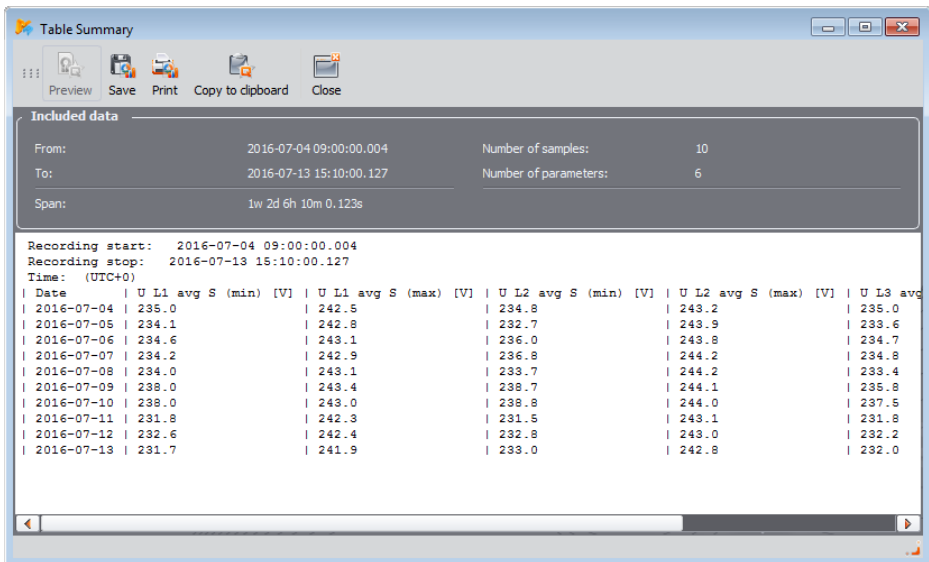 Table Summary
Preview Save Print Copy to clipboard Close
Included data
From: 2016-07-04 09:00:00.004 Number of samples: 10
To: 2016-07-13 15:10:00.127 Number of parameters: 6
Span: 1w 2d 6h 10m 0.123s
Recording start: 2016-07-04 09:00:00.004
Recording stop: 2016-07-13 15:10:00.127
Time: (UTC+0)
| Date | U L1 avg S (min) [V] | U L1 avg S (max) [V] | U L2 avg S (min) [V] | U L2 avg S (max) [V] | U L3 avg
| 2016-07-04 | 235.0 | 242.5 | 234.8 | 243.2 | 235.0
| 2016-07-05 | 234.1 | 242.8 | 232.7 | 243.9 | 233.6
| 2016-07-06 | 234.6 | 243.1 | 236.0 | 243.8 | 234.7
| 2016-07-07 | 234.2 | 242.9 | 236.8 | 244.2 | 234.8
| 2016-07-08 | 234.0 | 243.1 | 233.7 | 244.2 | 233.4
| 2016-07-09 | 238.0 | 243.4 | 238.7 | 244.1 | 235.8
| 2016-07-10 | 238.0 | 243.0 | 238.8 | 244.0 | 237.5
| 2016-07-11 | 231.8 | 242.3 | 231.5 | 243.1 | 231.8
| 2016-07-12 | 232.6 | 242.4 | 232.8 | 243.0 | 232.2
| 2016-07-13 | 231.7 | 241.9 | 233.0 | 242.8 | 232.0